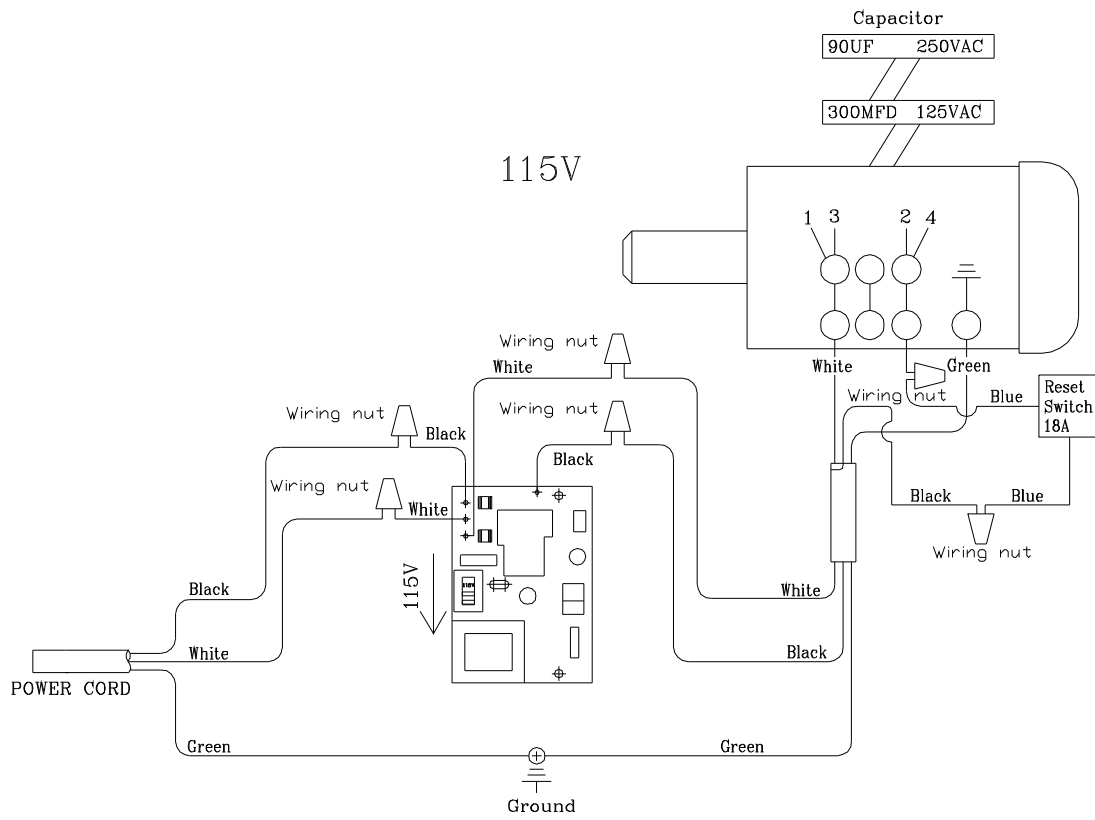 Capacitor
90UF 250VAC
300MFD 125VAC
115V
1 3 2 4
Wiring nut
White
White
Green
Wiring nut
Blue
Reset
Switch
18A
Wiring nut
Wiring nut
Black
Black
Wiring nut
White
Black
Blue
Wiring nut
115V
115V
Black
White
White
Black
POWER CORD
Green
Green
Ground